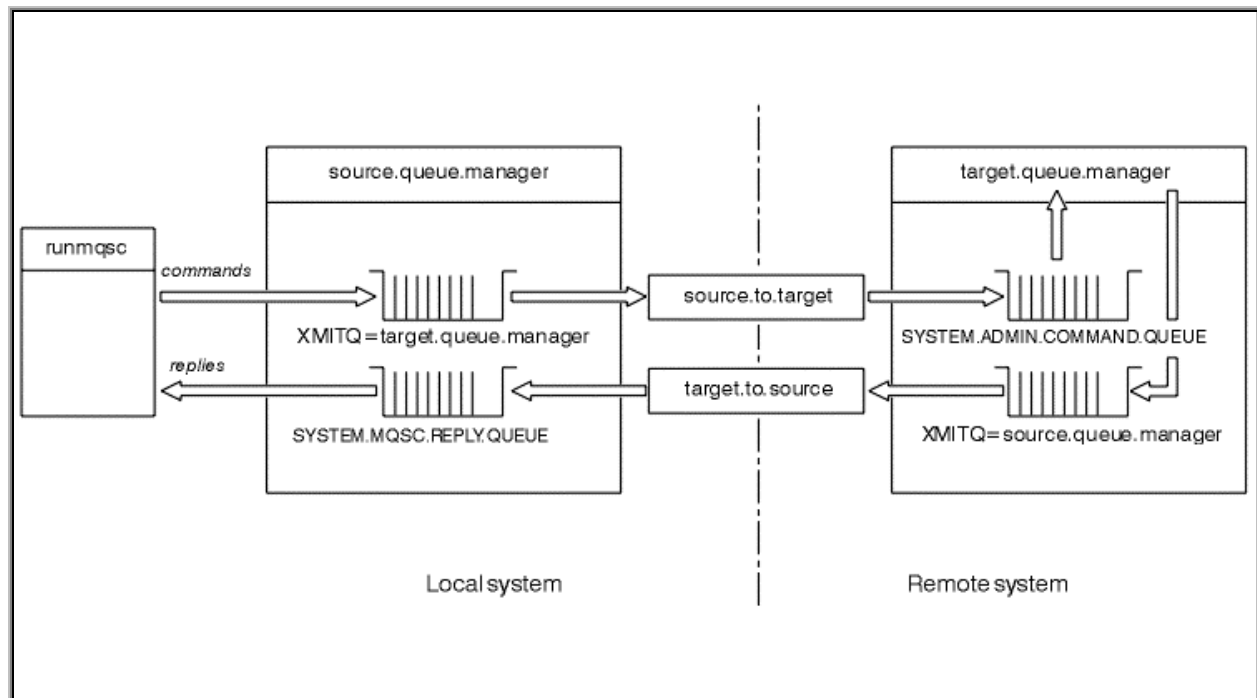 source.queue.manager
target.queue.manager
runmqsc
commands
source.to.target
XMITQ=target.queue.manager
SYSTEM.ADMIN.COMMAND.QUEUE
replies
target.to.source
SYSTEM.MQSC.REPLY.QUEUE
XMITQ=source.queue.manager
Local system
Remote system